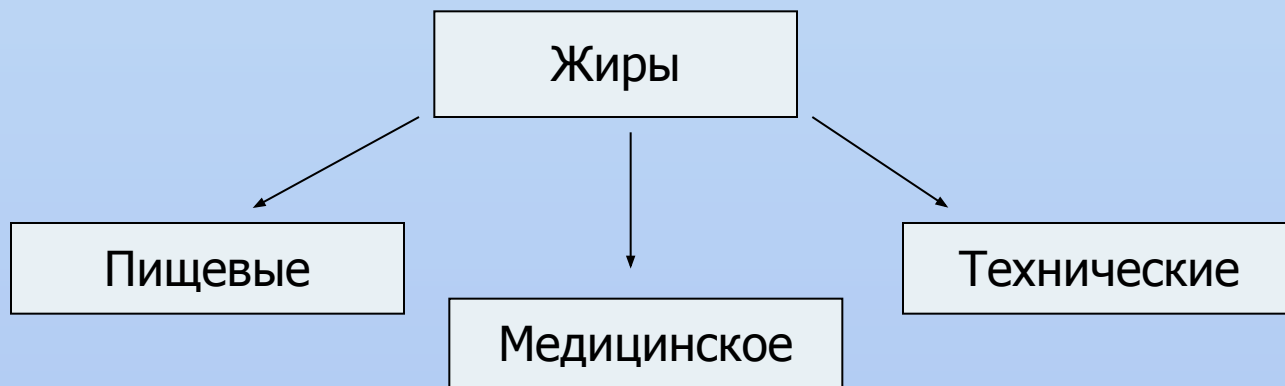 Жиры
Пищевые
Технические
Медицинское